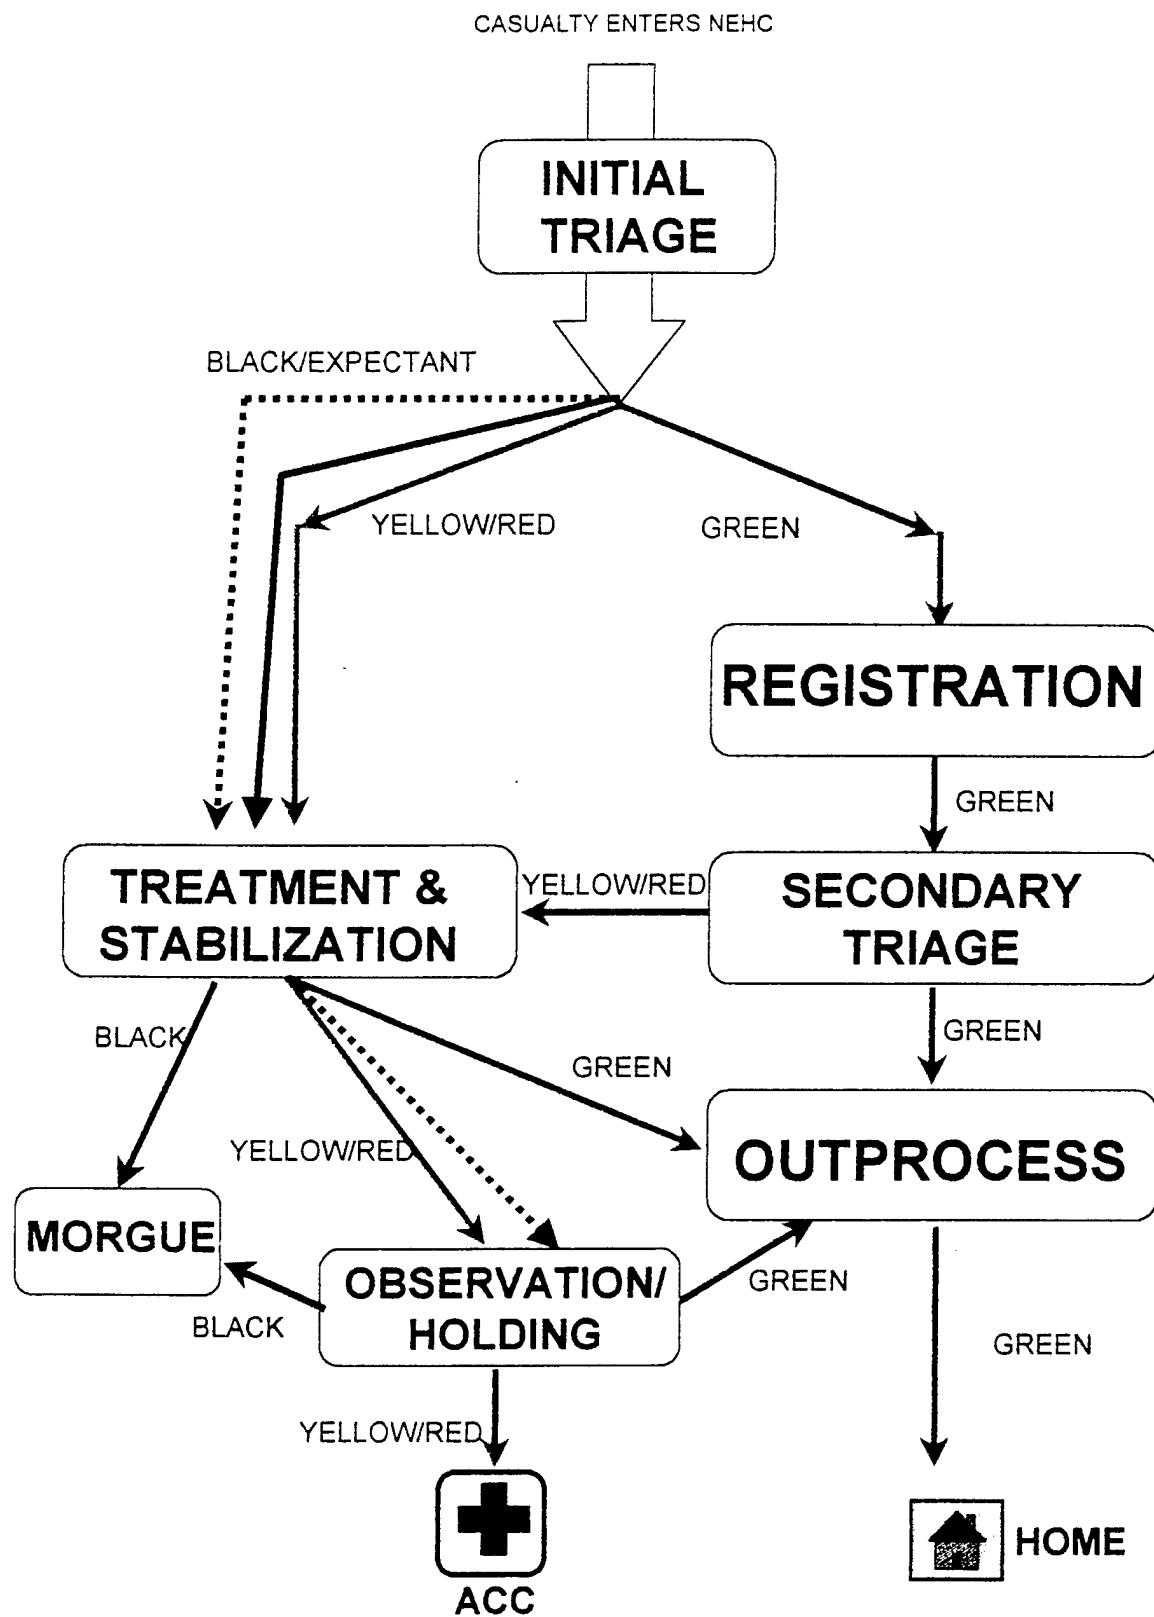 CASUALTY ENTERS NEHC
INITIAL
TRIAGE
BLACK/EXPECTANT
YELLOW/RED
GREEN
REGISTRATION
GREEN
TREATMENT &
STABILIZATION
YELLOW/RED
SECONDARY
TRIAGE
BLACK
GREEN
GREEN
YELLOW/RED
OUTPROCESS
MORGUE
OBSERVATION/
HOLDING
GREEN
BLACK
GREEN
YELLOW/RED
HOME
ACC